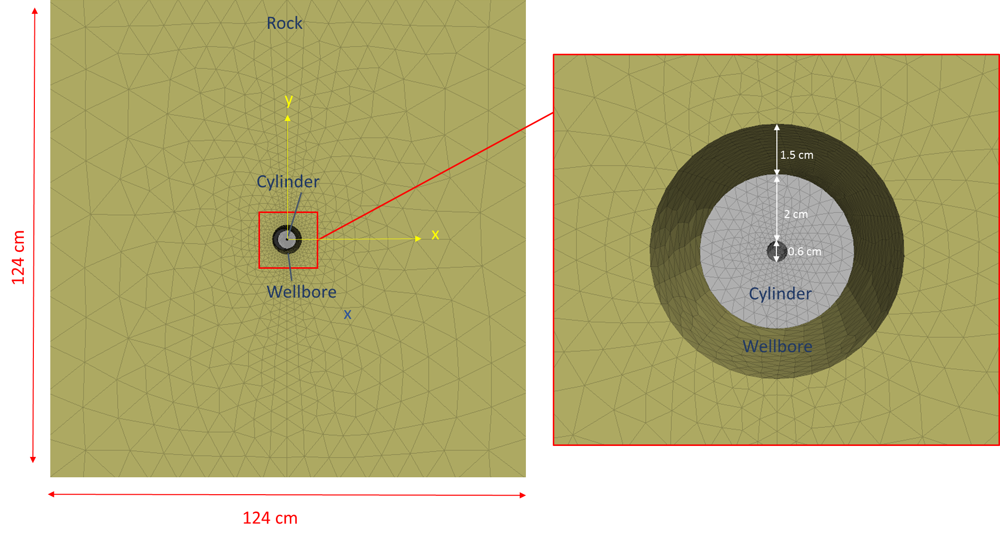 Rock
y
Cylinder
x
Wellbore
x
124 cm
124 cm
1.5 cm
2 cm
0.6 cm
Cylinder
Wellbore